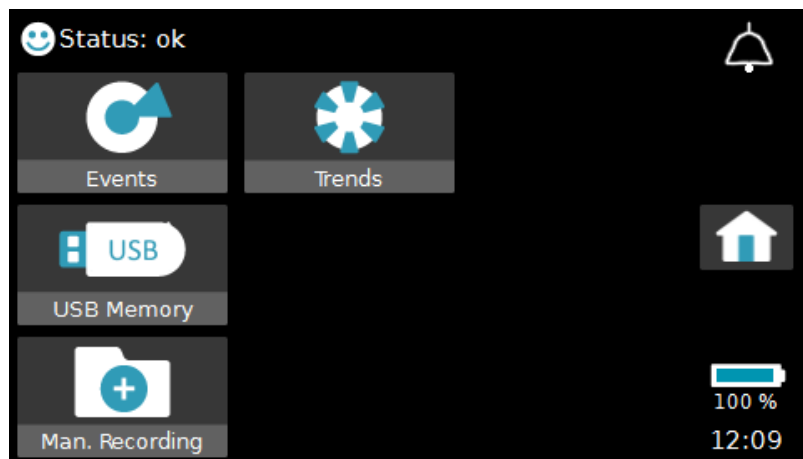 Status: ok
Events
Trends
USB
USB Memory
Man. Recording
100 %
12:09